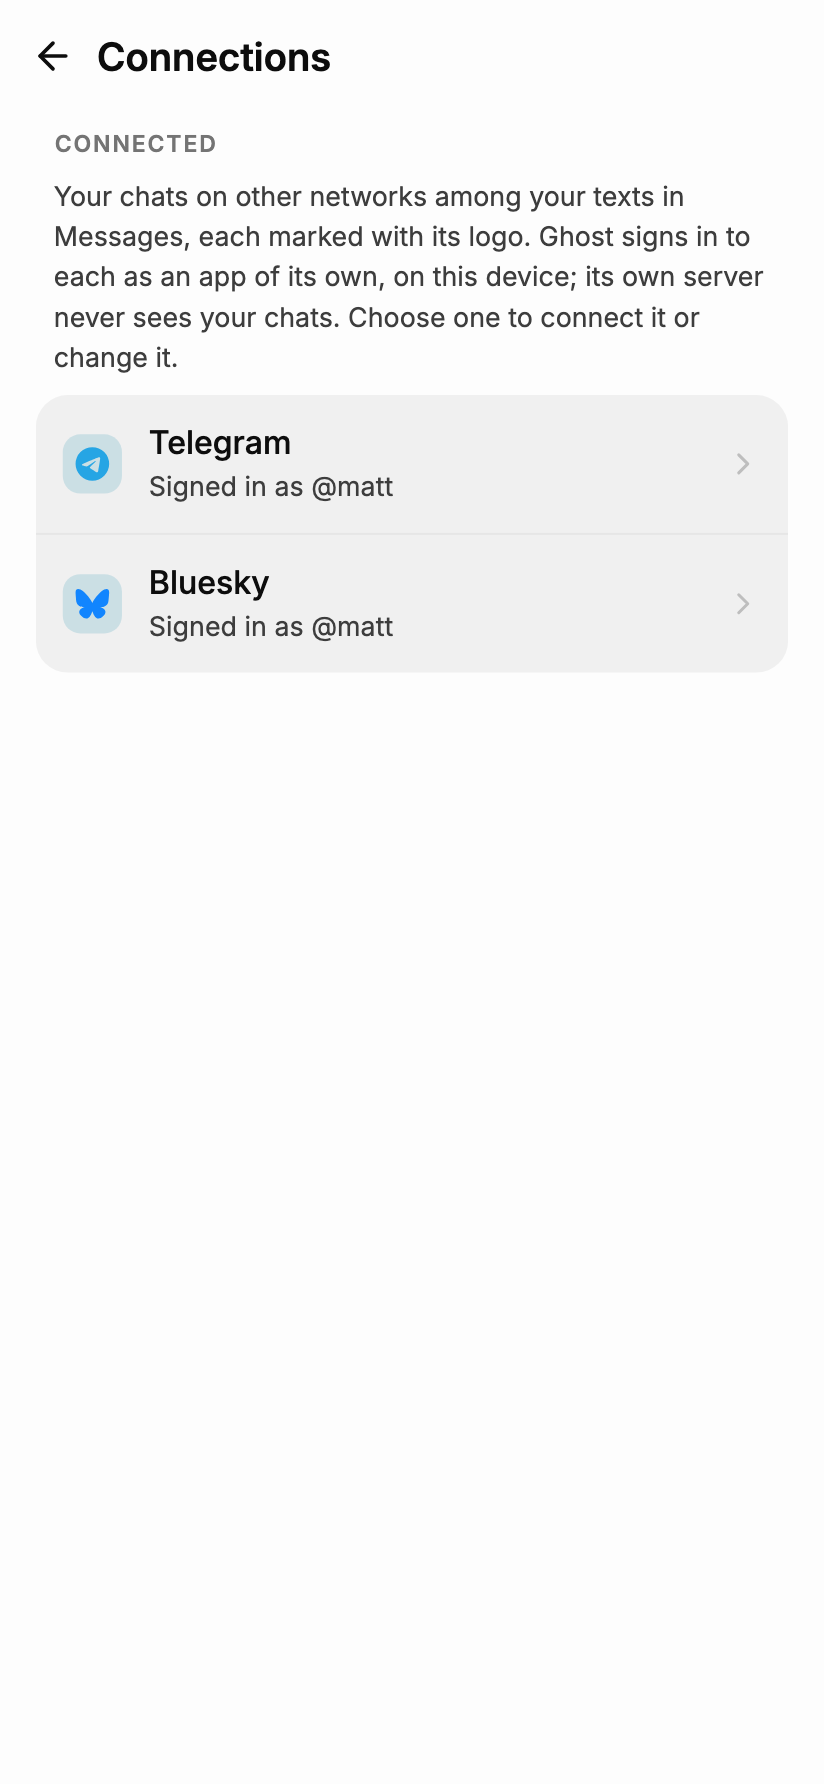 Connections
CONNECTED
Your chats on other networks among your texts in
Messages, each marked with its logo. Ghost signs in to
each as an app of its own, on this device; its own server
never sees your chats. Choose one to connect it or
change it.
Telegram
Signed in as @matt
Bluesky
Signed in as @matt